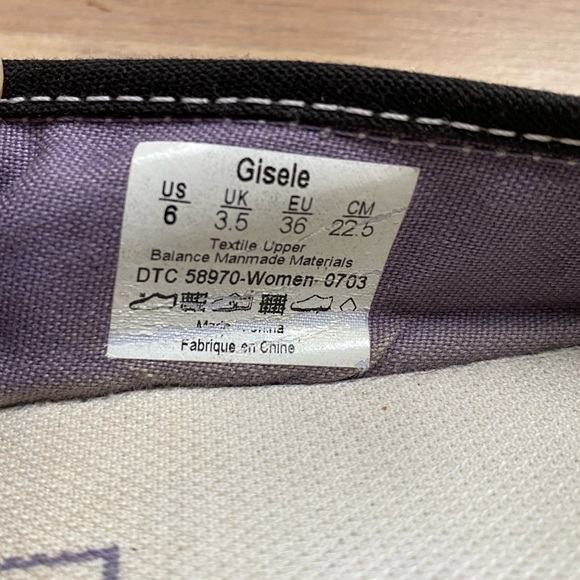 Gisele
US UK EU CM
6 3.5 36 22.5
Textile Upper
Balance Manmade Materials
DTC 58970-Women- 0703
Made
Fabrique en Chine